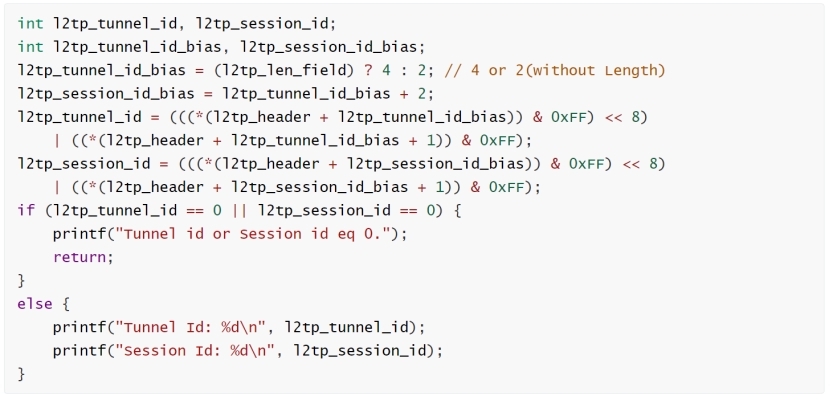 int l2tp_tunnel_id, l2tp_session_id;
int l2tp_tunnel_id_bias, l2tp_session_id_bias;
l2tp_tunnel_id_bias = (l2tp_len_field) ? 4 : 2; // 4 or 2(without Length)
l2tp_session_id_bias = l2tp_tunnel_id_bias + 2;
l2tp_tunnel_id = (((*(l2tp_header + l2tp_tunnel_id_bias)) & 0xFF) << 8)
    | ((*(l2tp_header + l2tp_tunnel_id_bias + 1)) & 0xFF);
l2tp_session_id = (((*(l2tp_header + l2tp_session_id_bias)) & 0xFF) << 8)
    | ((*(l2tp_header + l2tp_session_id_bias + 1)) & 0xFF);
if (l2tp_tunnel_id == 0 || l2tp_session_id == 0) {
    printf("Tunnel id or Session id eq 0.");
    return;
}
else {
    printf("Tunnel Id: %d\n", l2tp_tunnel_id);
    printf("Session Id: %d\n", l2tp_session_id);
}